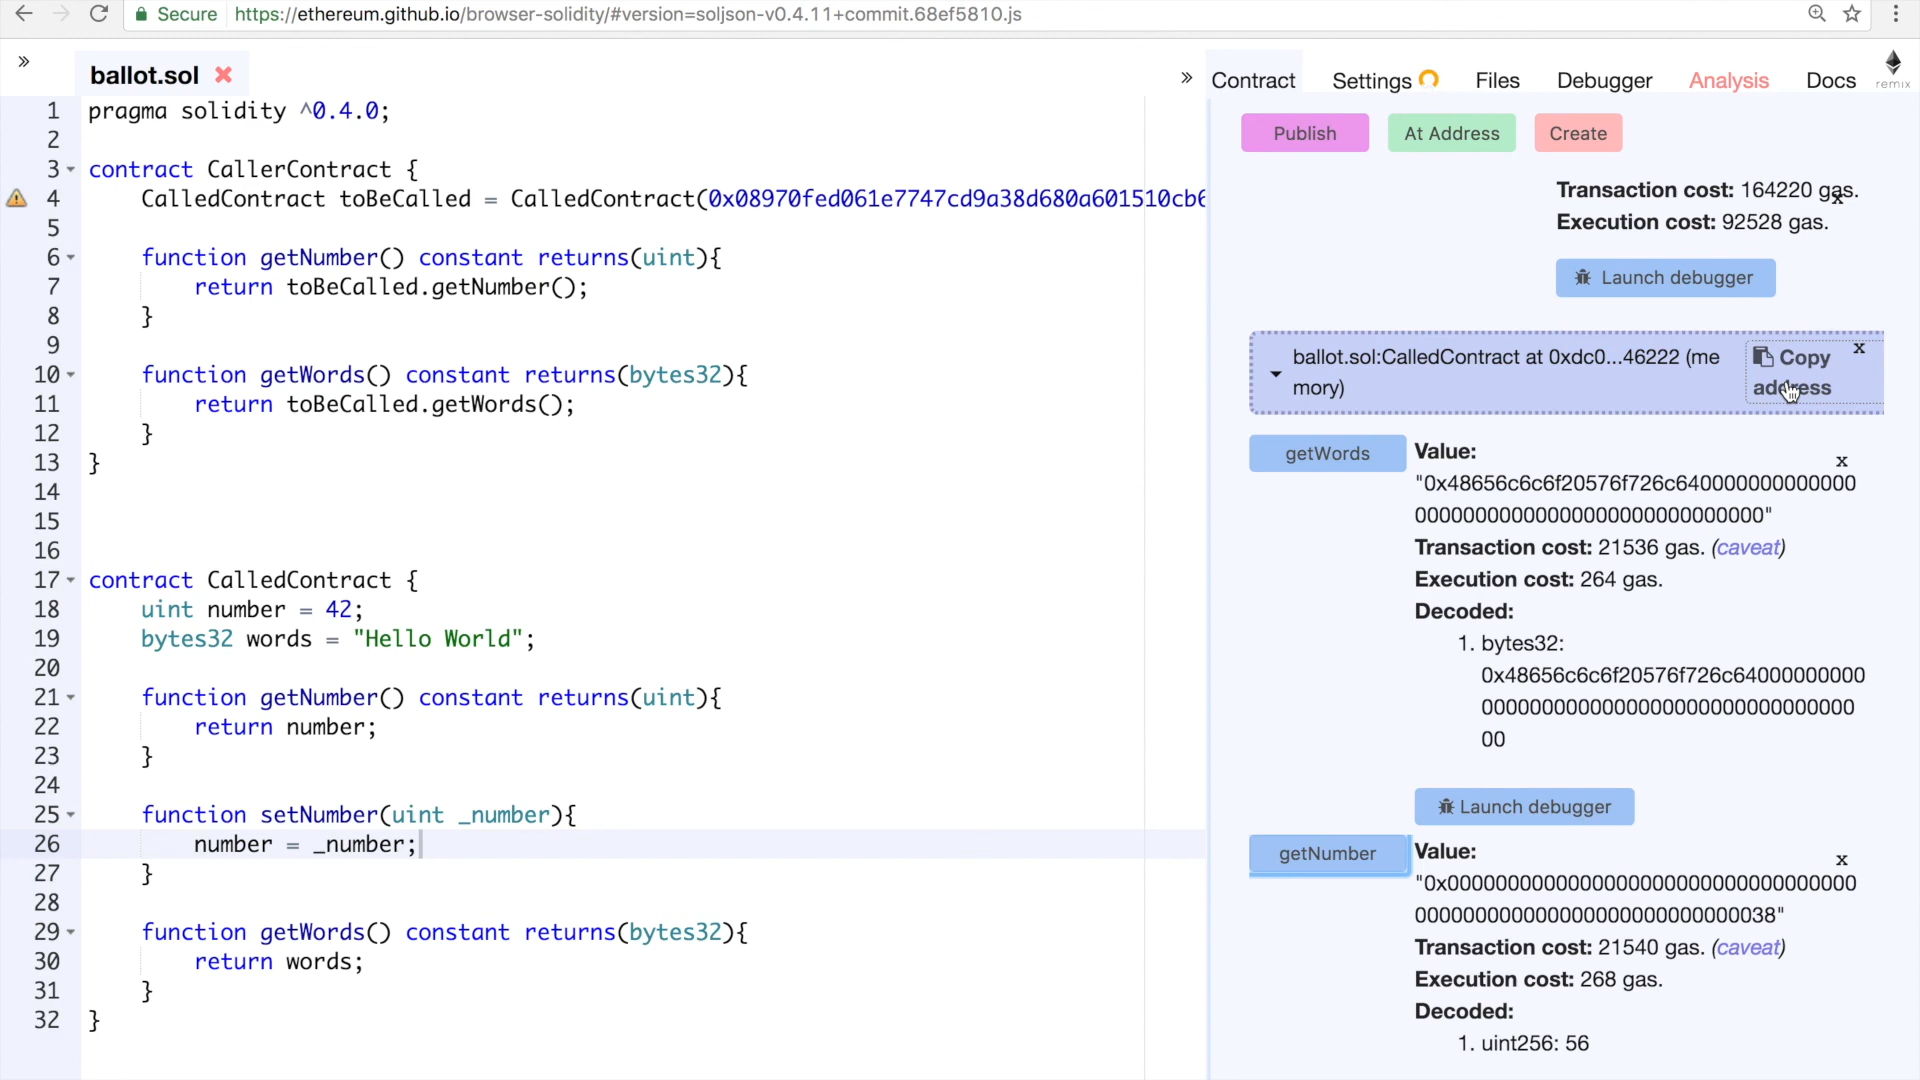 Secure https://ethereum.github.io/browser-solidity/#version=soljson-v0.4.11+commit.68ef5810.js
» ballot.sol ✖ » Contract Settings Files Debugger Analysis Docs remix
1 pragma solidity ^0.4.0;
2
3 contract CallerContract {
4 CalledContract toBeCalled = CalledContract(0x08970fed061e7747cd9a38d680a601510cb6
5
6 function getNumber() constant returns(uint){
7 return toBeCalled.getNumber();
8 }
9
10 function getWords() constant returns(bytes32){
11 return toBeCalled.getWords();
12 }
13 }
14
15
16
17 contract CalledContract {
18 uint number = 42;
19 bytes32 words = "Hello World";
20
21 function getNumber() constant returns(uint){
22 return number;
23 }
24
25 function setNumber(uint _number){
26 number = _number;
27 }
28
29 function getWords() constant returns(bytes32){
30 return words;
31 }
32 }
Publish At Address Create
Transaction cost: 164220 gas.
x
Execution cost: 92528 gas.
Launch debugger
ballot.sol:CalledContract at 0xdc0...46222 (me
mory)
Copy
address
x
getWords
Value:
x
"0x48656c6c6f20576f726c640000000000000
0000000000000000000000000000"
Transaction cost: 21536 gas. (caveat)
Execution cost: 264 gas.
Decoded:
1. bytes32:
0x48656c6c6f20576f726c64000000000
000000000000000000000000000000
00
Launch debugger
getNumber
Value:
x
"0x00000000000000000000000000000000000
00000000000000000000000000038"
Transaction cost: 21540 gas. (caveat)
Execution cost: 268 gas.
Decoded:
1. uint256: 56